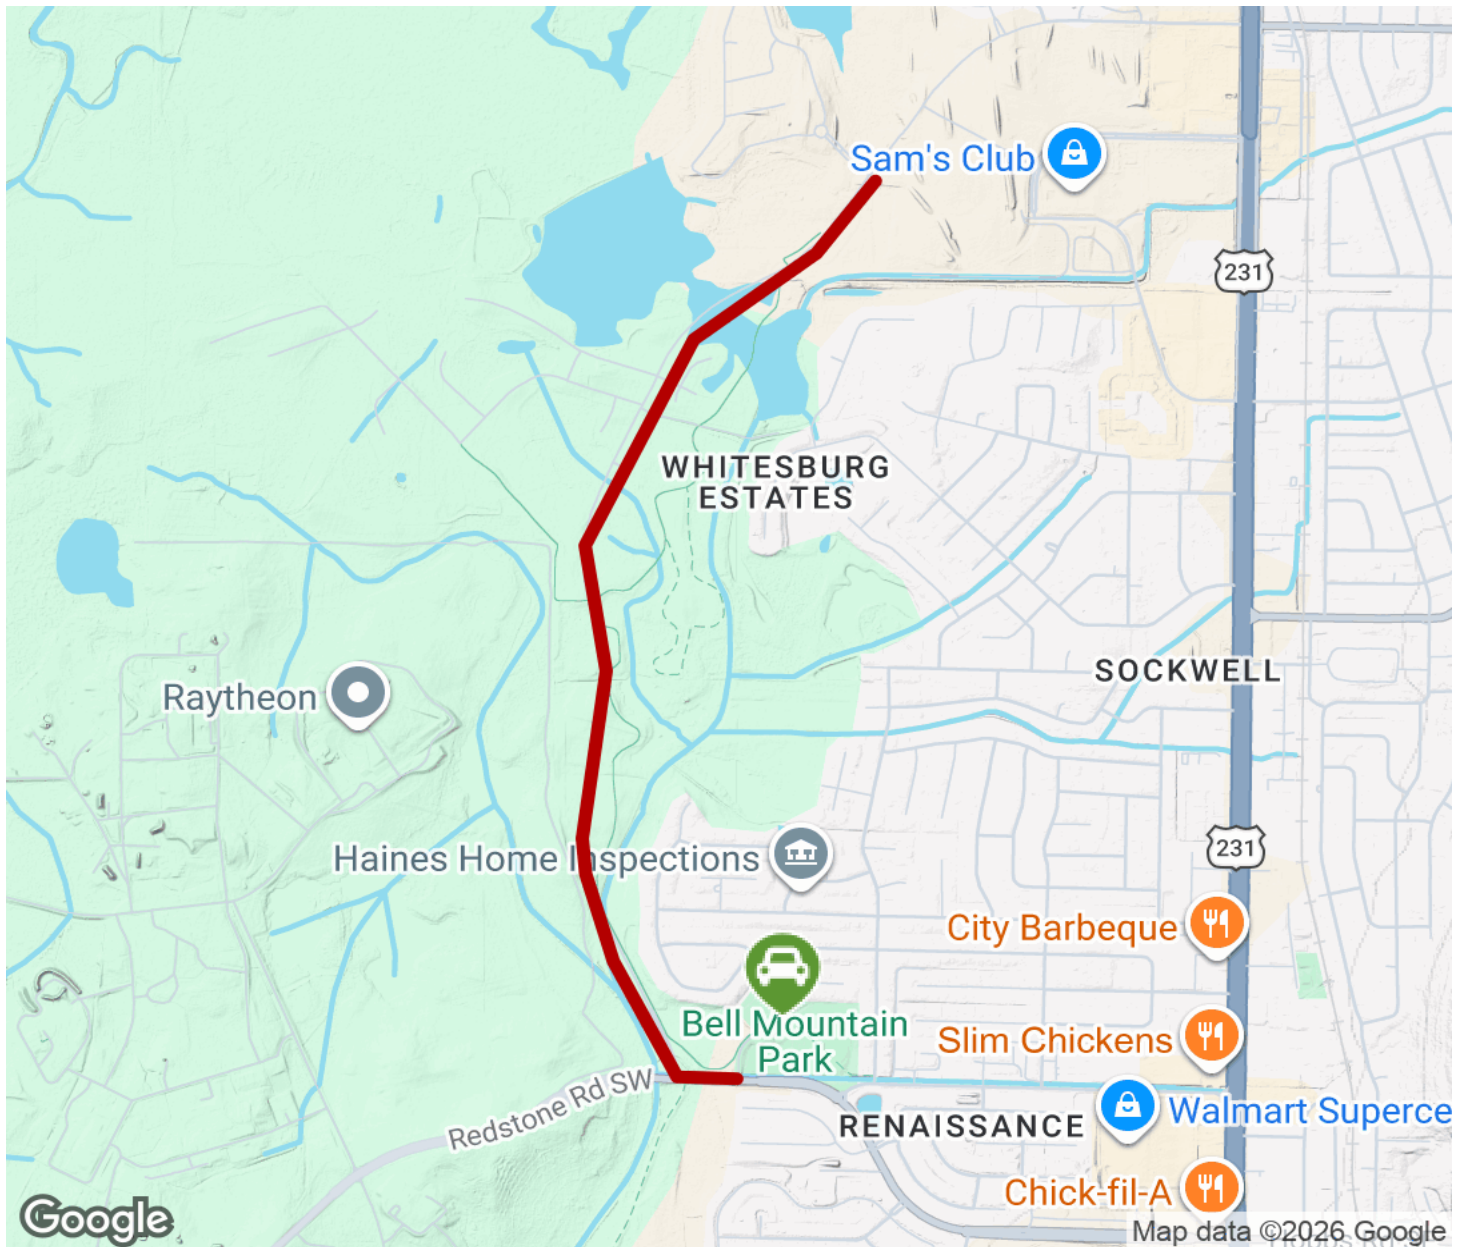 Sam's Club
231
WHITESBURG
ESTATES
SOCKWELL
Raytheon
231
Haines Home Inspections
City Barbeque
Bell Mountain
Park
Slim Chickens
Redstone Rd SW
RENAISSANCE
Walmart Superce
Chick-fil-A
Google
Map data ©2026 Google